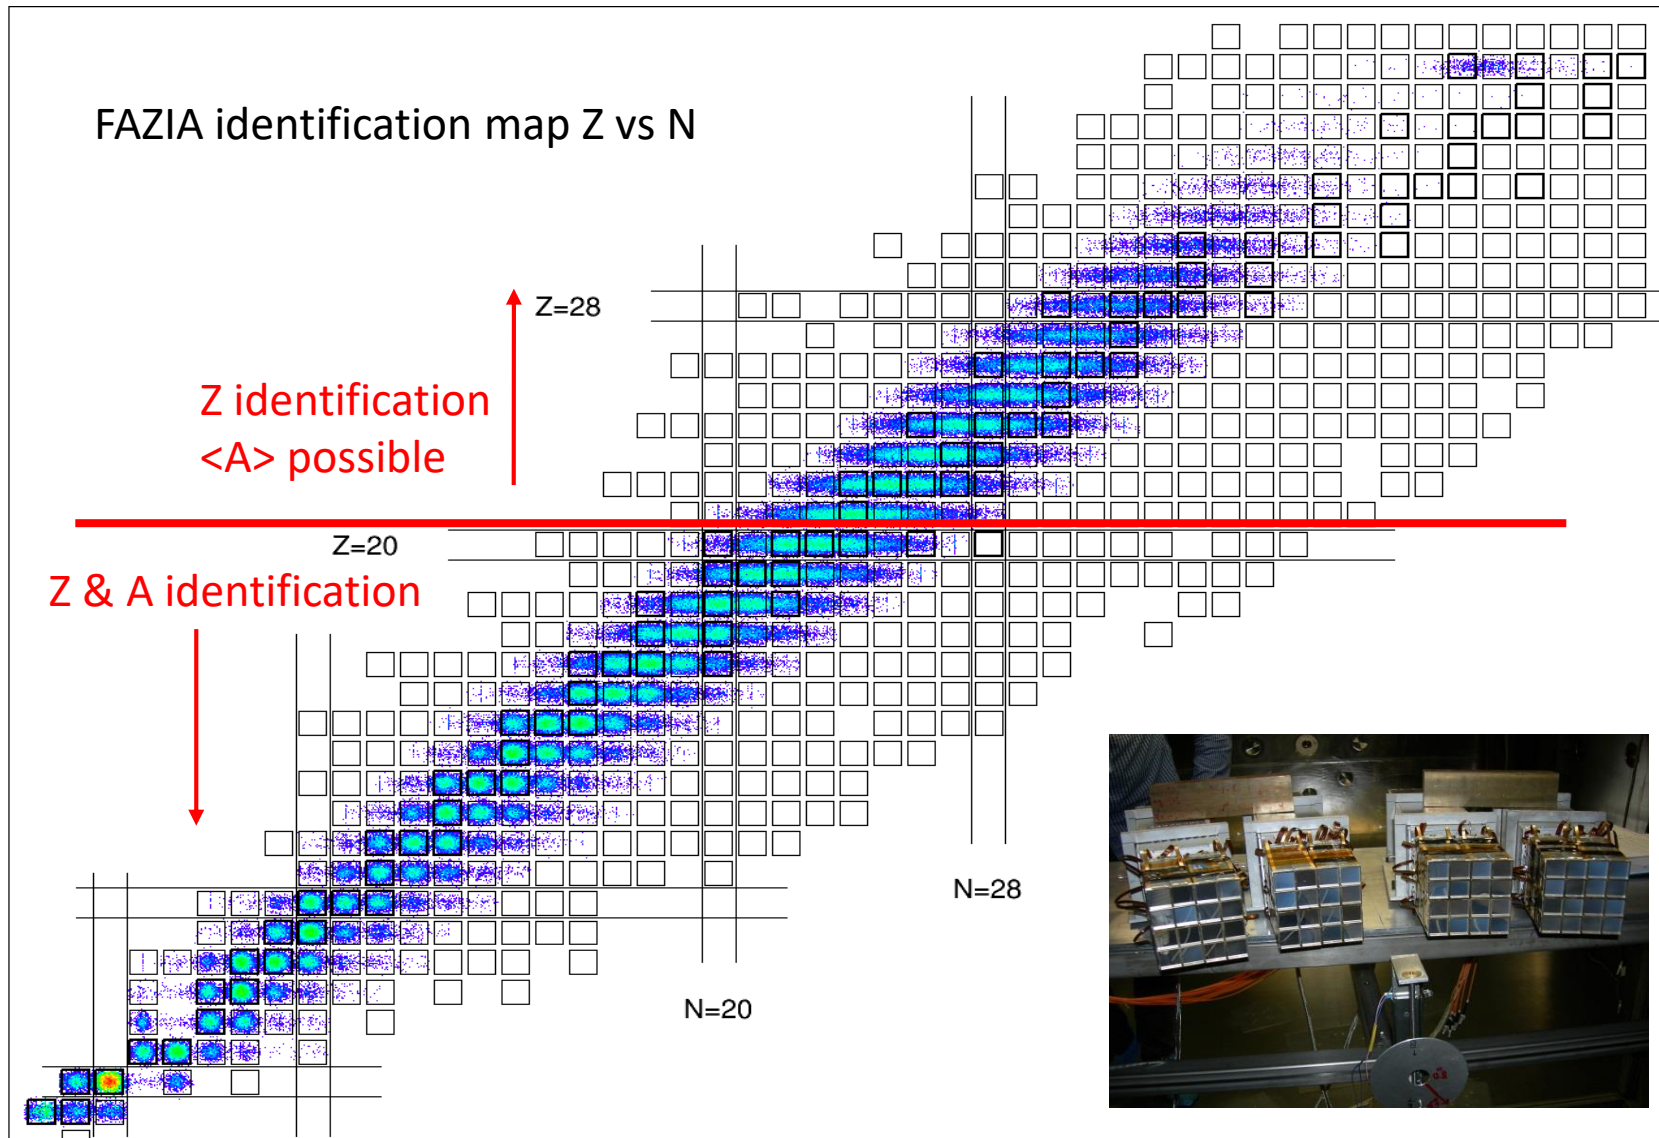 FAZIA identification map Z vs N
Z=28
Z identification
<A> possible
Z=20
Z & A identification
N=28
N=20